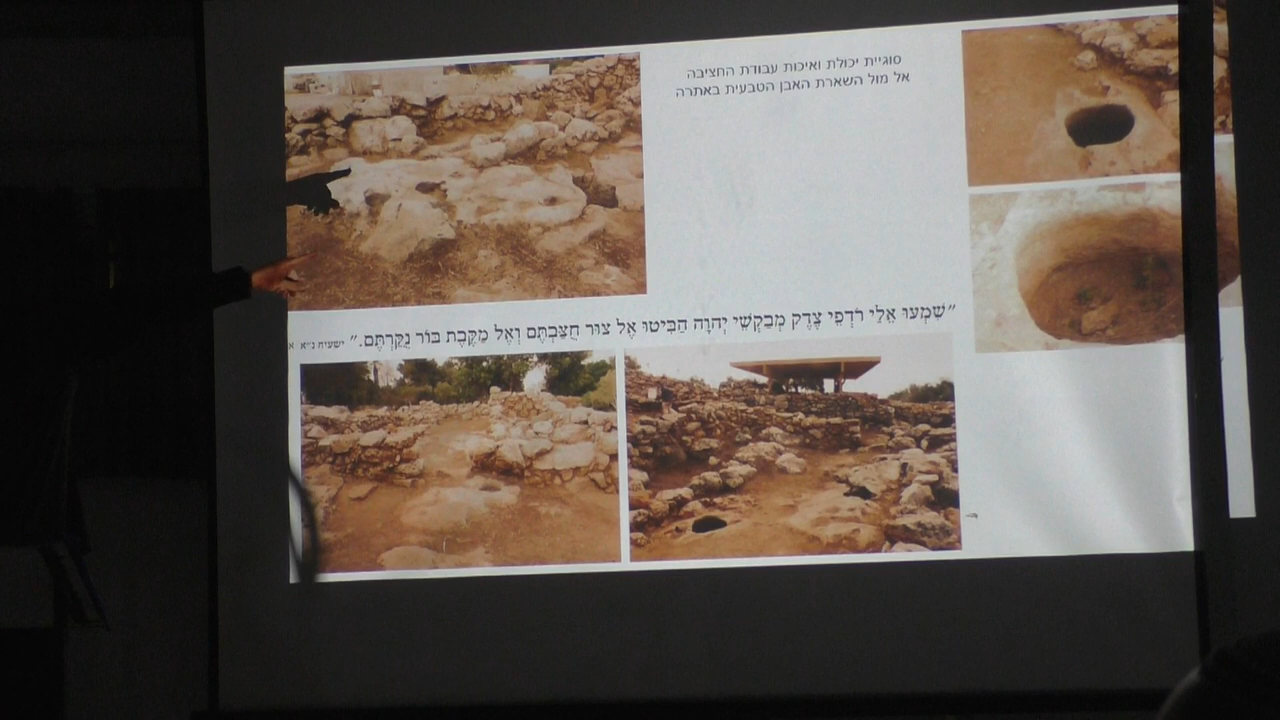 סוגיית יכולת ואיכות עבודת החציבה
אל מול השארת האבן הטבעית באתרה
"שִׁמְעוּ אֵלַי רֹדְפֵי צֶדֶק מְבַקְשֵׁי יְהוָה הַבִּיטוּ אֶל צוּר חֻצַּבְתֶּם וְאֶל מַקֶּבֶת בּוֹר נֻקַּרְתֶּם." ישעיה נ"א א